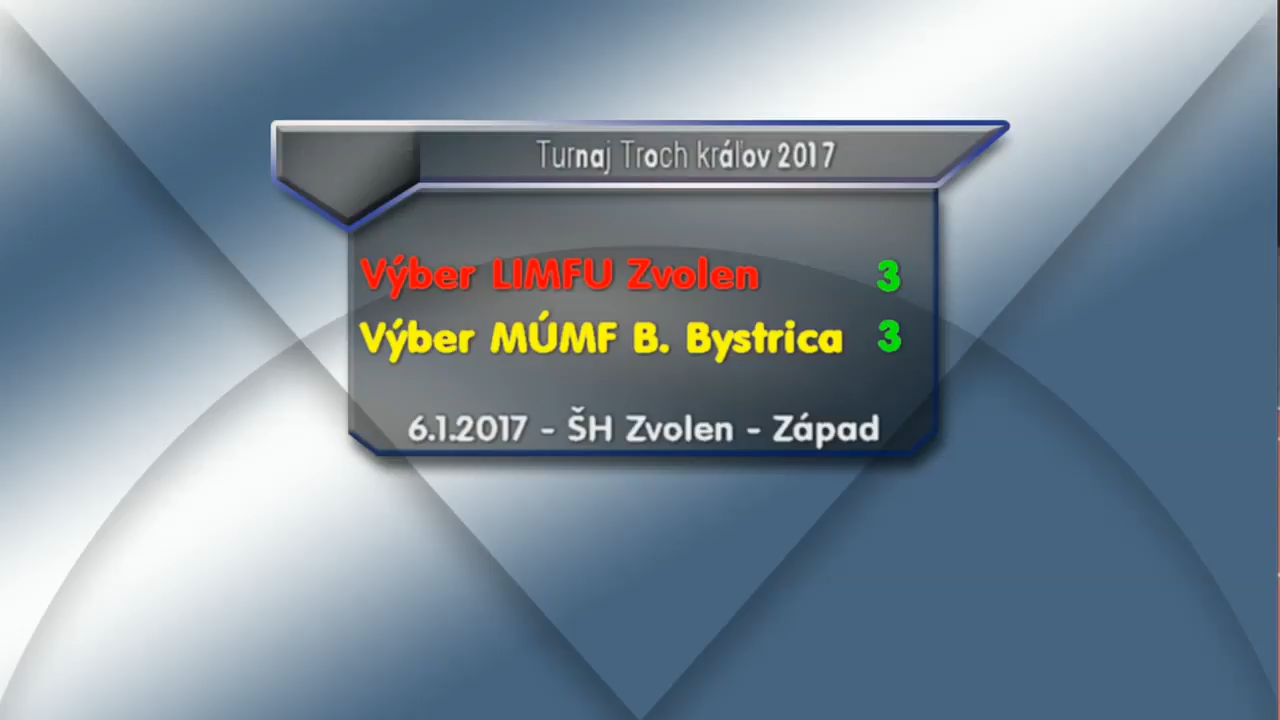 Turnaj Troch kráľov 2017
Výber LIMFU Zvolen 3
Výber MÚMF B. Bystrica 3
6.1.2017 - ŠH Zvolen - Západ